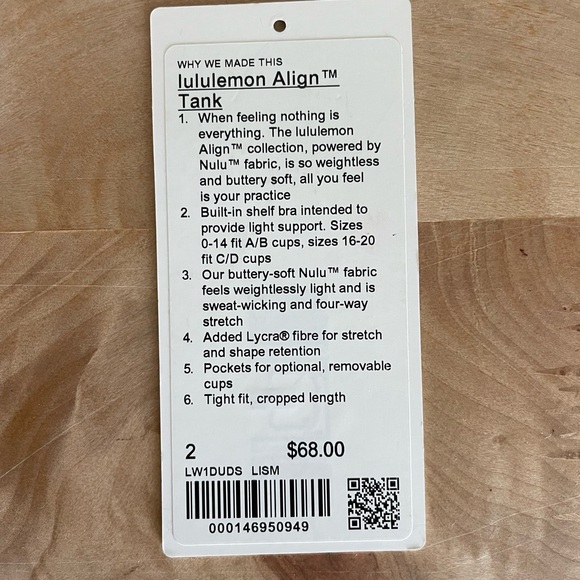 WHY WE MADE THIS
lululemon Align™
Tank
1. When feeling nothing is
everything. The lululemon
Align™ collection, powered by
Nulu™ fabric, is so weightless
and buttery soft, all you feel
is your practice
2. Built-in shelf bra intended to
provide light support. Sizes
0-14 fit A/B cups, sizes 16-20
fit C/D cups
3. Our buttery-soft Nulu™ fabric
feels weightlessly light and is
sweat-wicking and four-way
stretch
4. Added Lycra® fibre for stretch
and shape retention
5. Pockets for optional, removable
cups
6. Tight fit, cropped length
2 $68.00
LW1DUDS LISM
000146950949